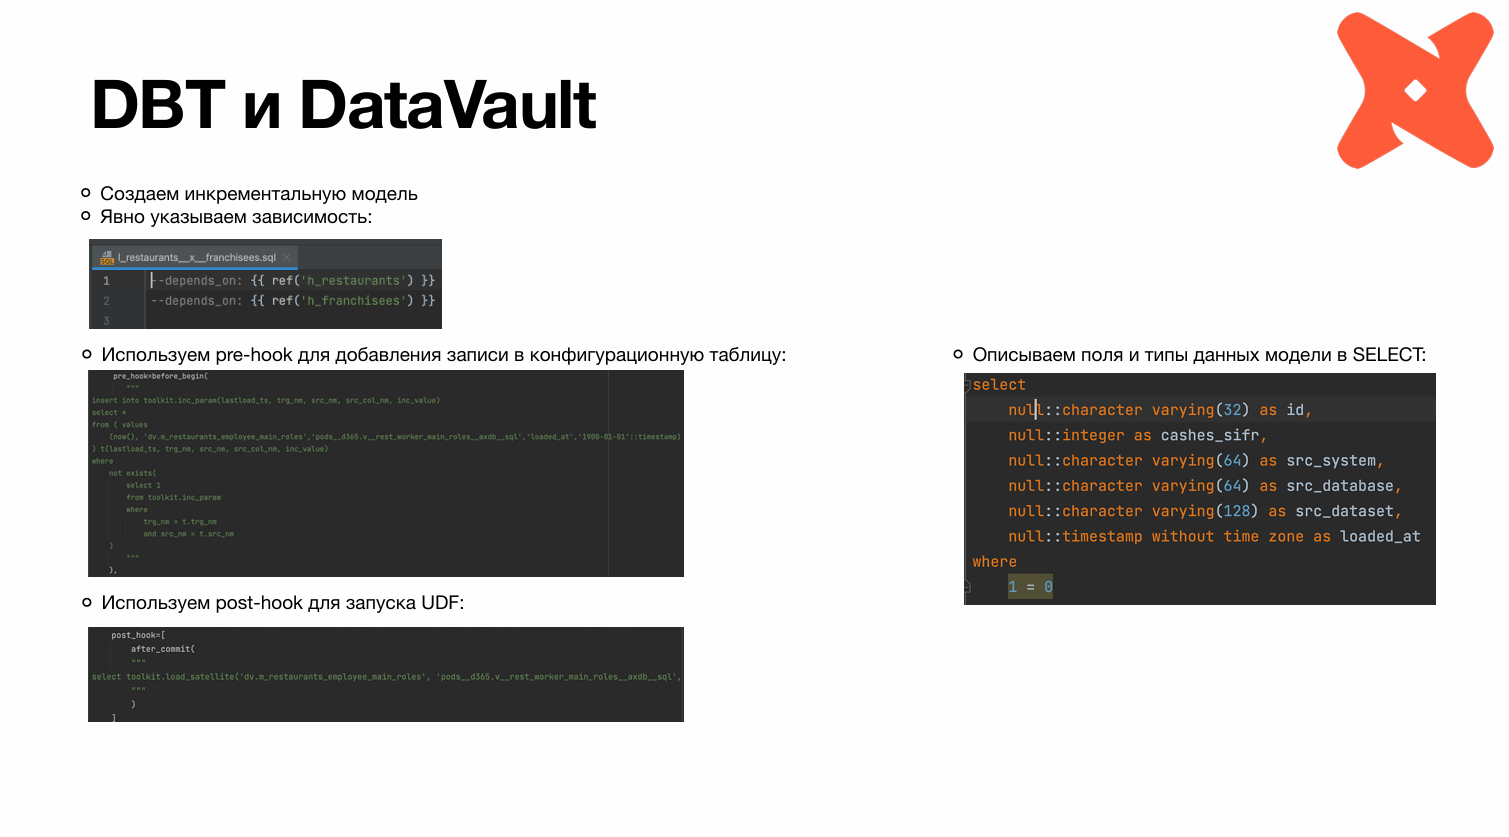 DBT и DataVault
Создаем инкрементальную модель
Явно указываем зависимость:
l_restaurants__x__franchisees.sql
1 --depends_on: {{ ref('h_restaurants') }}
2 --depends_on: {{ ref('h_franchisees') }}
3
Используем pre-hook для добавления записи в конфигурационную таблицу:
pre_hook=before_begin(
"""
insert into toolkit.inc_param(lastload_ts, trg_nm, src_nm, src_col_nm, inc_value)
select *
from ( values
(now(), 'dv.m_restaurants_employee_main_roles','pods__d365.v__rest_worker_main_roles__axdb__sql','loaded_at','1900-01-01'::timestamp)
) t(lastload_ts, trg_nm, src_nm, src_col_nm, inc_value)
where
not exists(
select 1
from toolkit.inc_param
where
trg_nm = t.trg_nm
and src_nm = t.src_nm
)
"""
),
Используем post-hook для запуска UDF:
post_hook=[
after_commit(
"""
select toolkit.load_satellite('dv.m_restaurants_employee_main_roles', 'pods__d365.v__rest_worker_main_roles__axdb__sql',
"""
)
]
Описываем поля и типы данных модели в SELECT:
select
null::character varying(32) as id,
null::integer as cashes_sifr,
null::character varying(64) as src_system,
null::character varying(64) as src_database,
null::character varying(128) as src_dataset,
null::timestamp without time zone as loaded_at
where
1 = 0